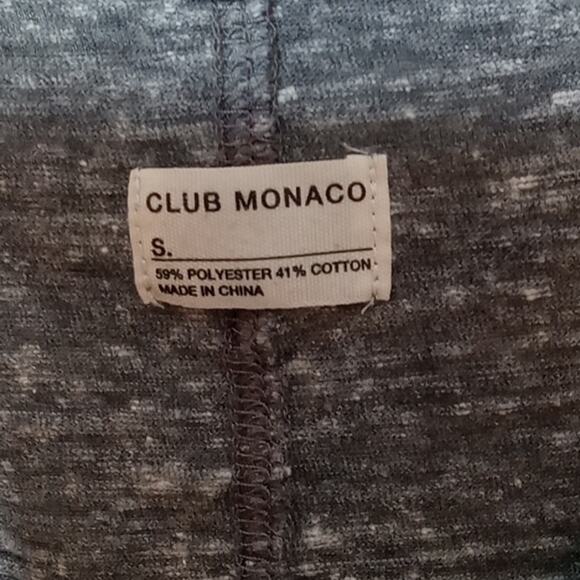 CLUB MONACO
S.
59% POLYESTER 41% COTTON
MADE IN CHINA